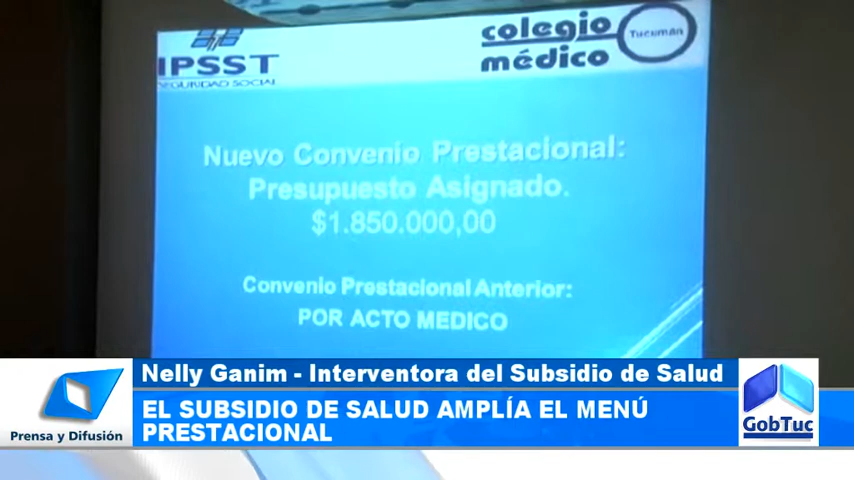 IPSST
SEGURIDAD SOCIAL
colegio
médico
Tucumán
Nuevo Convenio Prestacional:
Presupuesto Asignado.
$1.850.000,00
Convenio Prestacional Anterior:
POR ACTO MEDICO
Nelly Ganim - Interventora del Subsidio de Salud
EL SUBSIDIO DE SALUD AMPLÍA EL MENÚ
PRESTACIONAL
Prensa y Difusión
GobTuc